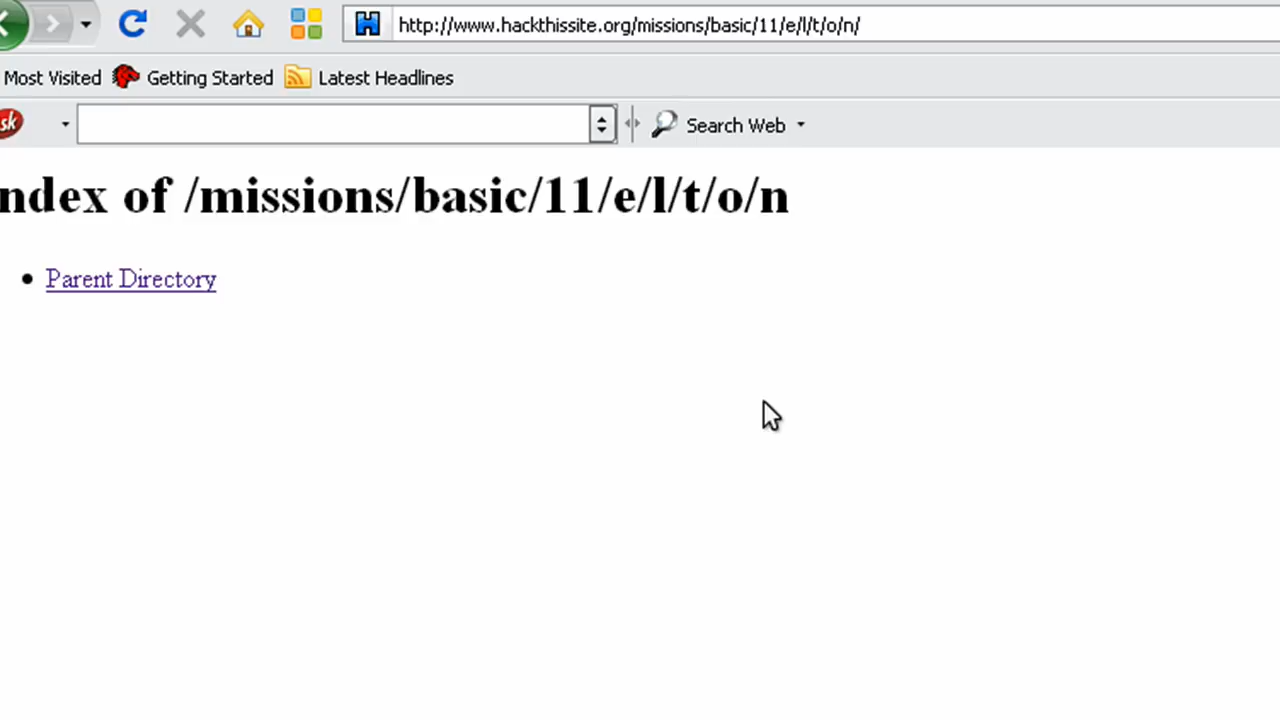 http://www.hackthissite.org/missions/basic/11/e/l/t/o/n/
Most Visited Getting Started Latest Headlines
sk Search Web
ndex of /missions/basic/11/e/l/t/o/n
Parent Directory